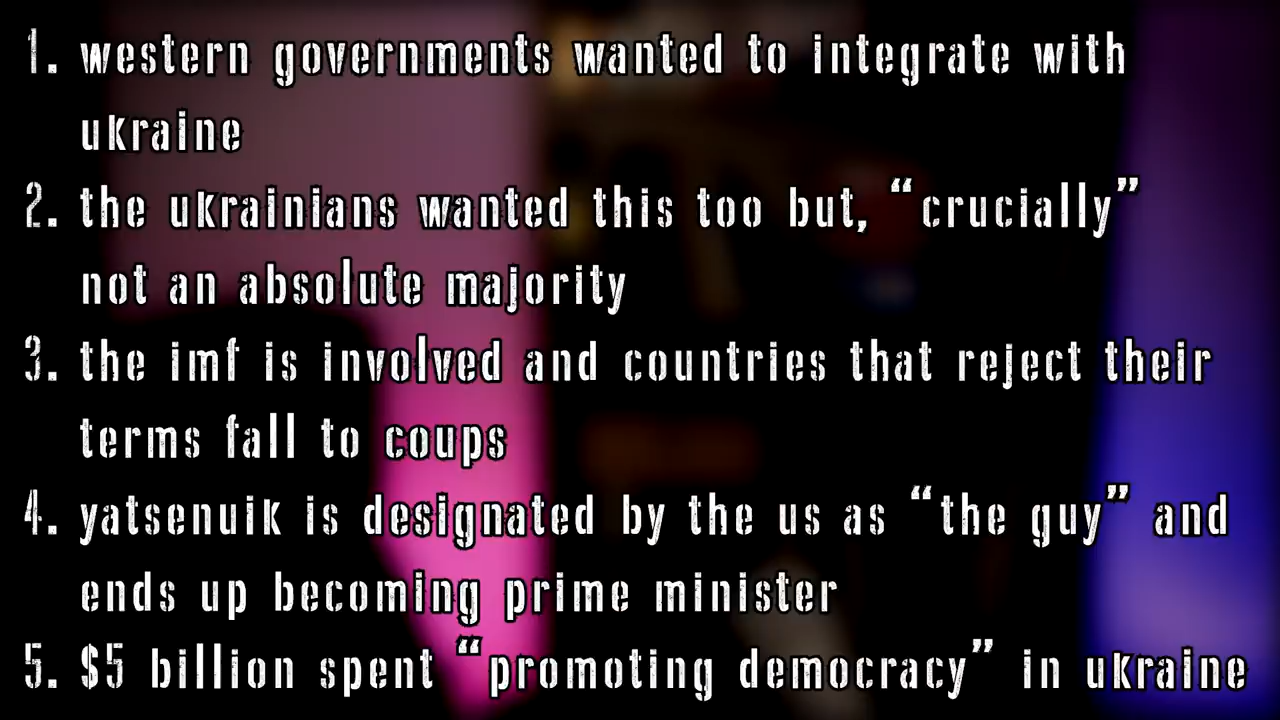 1. western governments wanted to integrate with
ukraine
2. the ukrainians wanted this too but, “crucially”
not an absolute majority
3. the imf is involved and countries that reject their
terms fall to coups
4. yatsenuik is designated by the us as “the guy” and
ends up becoming prime minister
5. $5 billion spent “promoting democracy” in ukraine